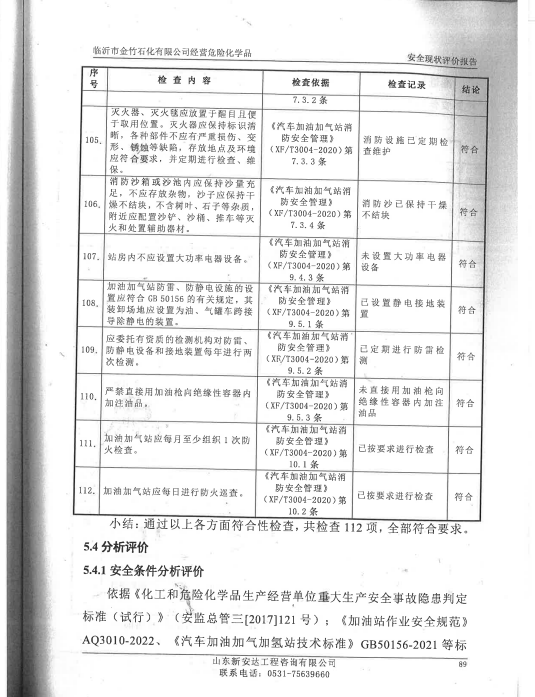 临沂市金竹石化有限公司经营危险化学品
安全现状评价报告
序号
检 查 内 容
检查依据
检查记录
结论
7.3.2 条
105.
灭火器、灭火毯应放置于醒目且便
于取用位置。灭火器应保持标识清
晰，各种部件不应有严重损伤、变
形、锈蚀等缺陷，存放地点及环境
应符合要求，并定期进行检查、维
保。
《汽车加油加气站消
防安全管理》
（XF/T3004-2020）第
7.3.3 条
消防设施已定期检
查维护
符合
106.
消防沙箱或沙池内应保持沙量充
足，不应存放杂物，沙子应保持干
燥不结块，不含树叶、石子等杂质，
附近应配置沙铲、沙桶、推车等灭
火和处置辅助器材。
《汽车加油加气站消
防安全管理》
（XF/T3004-2020）第
7.3.4 条
消防沙已保持干燥
不结块
符合
107.
站房内不应设置大功率电器设备。
《汽车加油加气站消
防安全管理》
（XF/T3004-2020）第
9.4.3 条
未设置大功率电器
设备
符合
108.
加油加气站防雷、防静电设施的设
置应符合 GB 50156 的有关规定，其
装卸场地应设置为油、气罐车跨接
导除静电的装置。
《汽车加油加气站消
防安全管理》
（XF/T3004-2020）第
9.5.1 条
已设置静电接地装
置
符合
109.
应委托有资质的检测机构对防雷、
防静电设备和接地装置每年进行两
次检测。
《汽车加油加气站消
防安全管理》
（XF/T3004-2020）第
9.5.2 条
已定期进行防雷检
测
符合
110.
严禁直接用加油枪向绝缘性容器内
加注油品。
《汽车加油加气站消
防安全管理》
（XF/T3004-2020）第
9.5.3 条
未直接用加油枪向
绝缘性容器内加注
油品
符合
111.
加油加气站应每月至少组织 1 次防
火检查。
《汽车加油加气站消
防安全管理》
（XF/T3004-2020）第
10.1 条
已按要求进行检查
符合
112.
加油加气站应每日进行防火巡查。
《汽车加油加气站消
防安全管理》
（XF/T3004-2020）第
10.2 条
已按要求进行检查
符合
小结：通过以上各方面符合性检查，共检查 112 项，全部符合要求。
5.4 分析评价
5.4.1 安全条件分析评价
依据《化工和危险化学品生产经营单位重大生产安全事故隐患判定
标准（试行）》（安监总管三[2017]121 号）；《加油站作业安全规范》
AQ3010-2022、《汽车加油加气加氢站技术标准》GB50156-2021 等标
山东新安达工程咨询有限公司
89
联系电话：0531-75639660